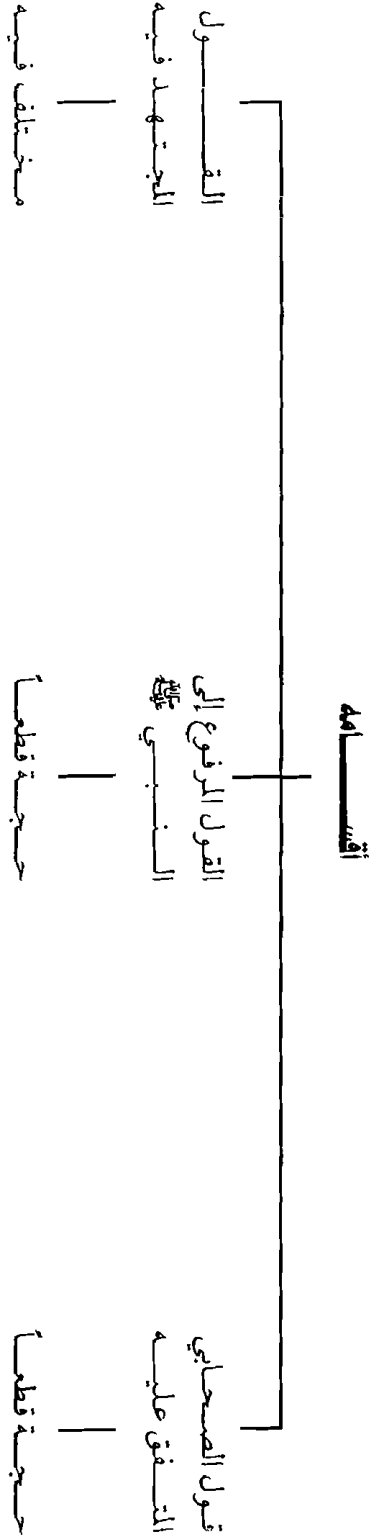 أقسامه
قول الصحابي
المتفق عليه
حجة قطعاً
القول المرفوع إلى
النبي ﷺ
حجة قطعاً
القول
المجتهد فيه
مختلف فيه